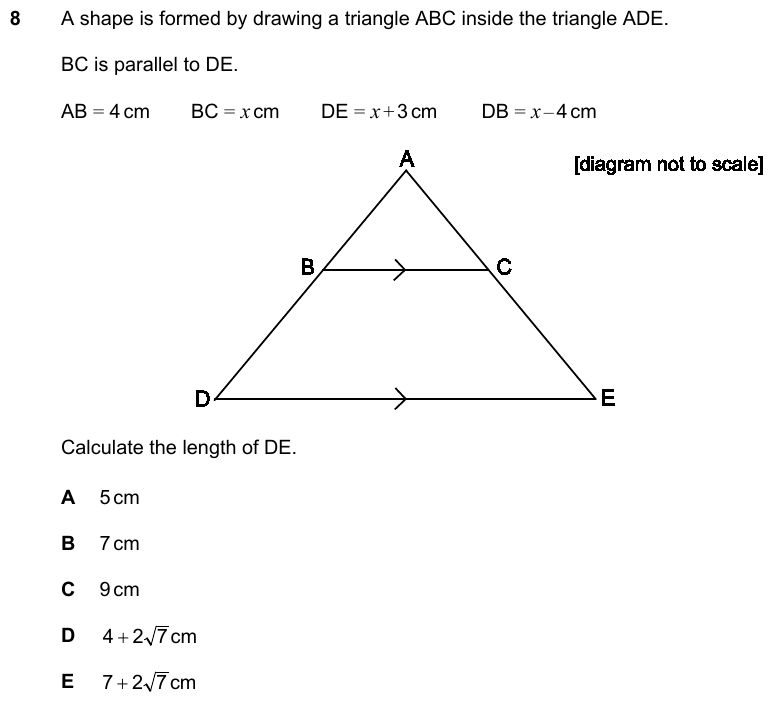 8 A shape is formed by drawing a triangle ABC inside the triangle ADE.
BC is parallel to DE.
AB = 4 cm BC = x cm DE = x+3 cm DB = x−4 cm
A
[diagram not to scale]
B C
D E
Calculate the length of DE.
A 5 cm
B 7 cm
C 9 cm
D 4 + 2√7 cm
E 7 + 2√7 cm